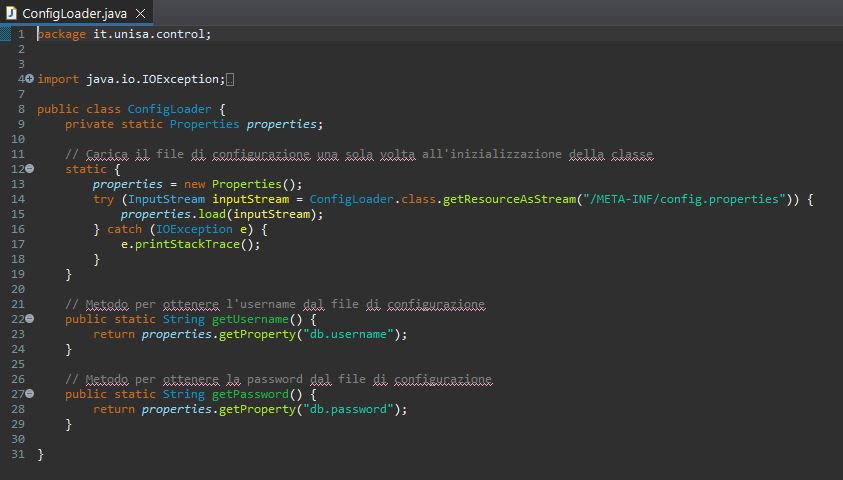 ConfigLoader.java
1 package it.unisa.control;
2
3
4 import java.io.IOException;
7
8 public class ConfigLoader {
9     private static Properties properties;
10
11     // Carica il file di configurazione una sola volta all'inizializzazione della classe
12     static {
13         properties = new Properties();
14         try (InputStream inputStream = ConfigLoader.class.getResourceAsStream("/META-INF/config.properties")) {
15             properties.load(inputStream);
16         } catch (IOException e) {
17             e.printStackTrace();
18         }
19     }
20
21     // Metodo per ottenere l'username dal file di configurazione
22     public static String getUsername() {
23         return properties.getProperty("db.username");
24     }
25
26     // Metodo per ottenere la password dal file di configurazione
27     public static String getPassword() {
28         return properties.getProperty("db.password");
29     }
30
31 }